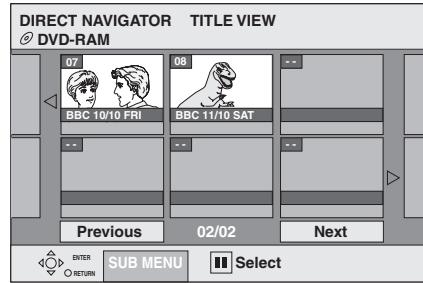 DIRECT NAVIGATOR TITLE VIEW
DVD-RAM
07 08 - -
BBC 10/10 FRI BBC 11/10 SAT
- - - - - -
Previous 02/02 Next
ENTER
RETURN
SUB MENU Select